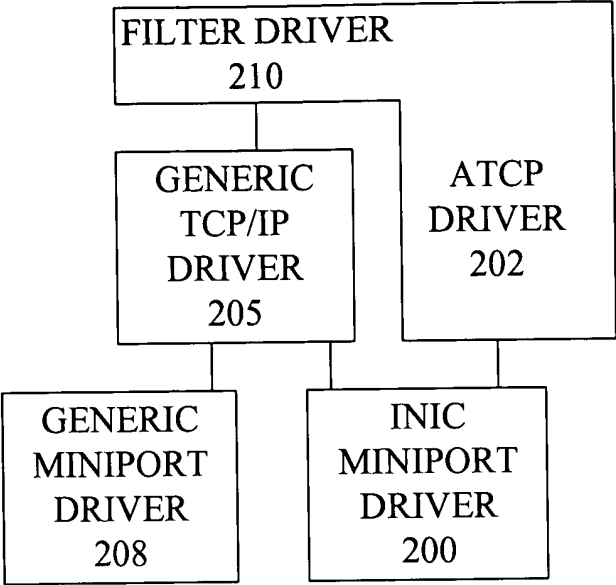 FILTER DRIVER
210
GENERIC
TCP/IP
DRIVER
205
ATCP
DRIVER
202
GENERIC
MINIPORT
DRIVER
208
INIC
MINIPORT
DRIVER
200